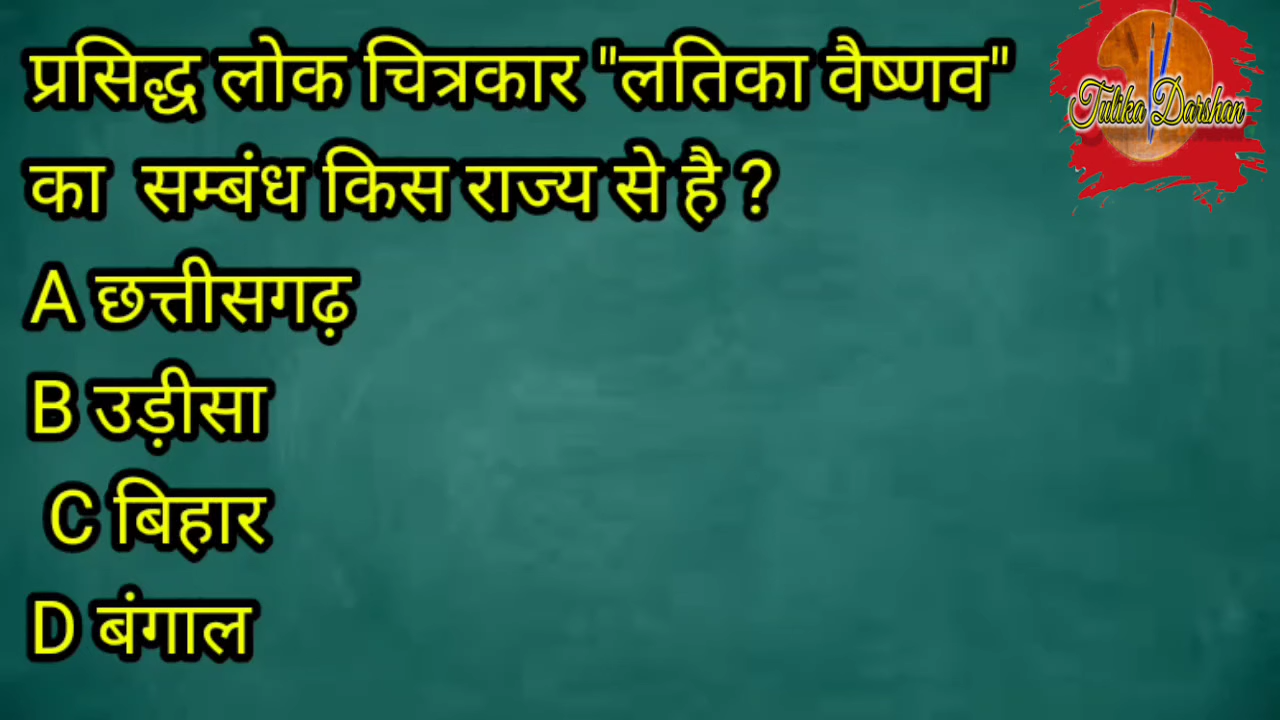 प्रसिद्ध लोक चित्रकार "लतिका वैष्णव"
का सम्बंध किस राज्य से है ?
A छत्तीसगढ़
B उड़ीसा
C बिहार
D बंगाल
Tulika Darshan